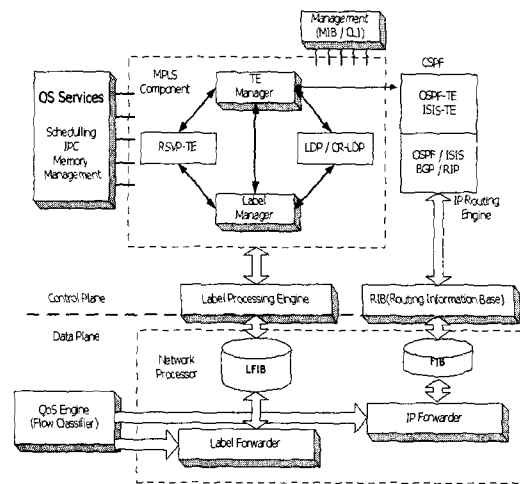 Management
(MIB / CLI)
MPLS
Component
TE
Manager
CSPF
OSPF-TE
ISIS-TE
OS Services
Schedulling
IPC
Memory
Management
RSVP-TE
LDP / CR-LDP
OSPF / ISIS
BGP / RIP
Label
Manager
IP Routing
Engine
Control Plane
Label Processing Engine
RIB(Routing Information Base)
Data Plane
Network
Processor
LFIB
FIB
QoS Engine
(Flow Classifier)
IP Forwarder
Label Forwarder